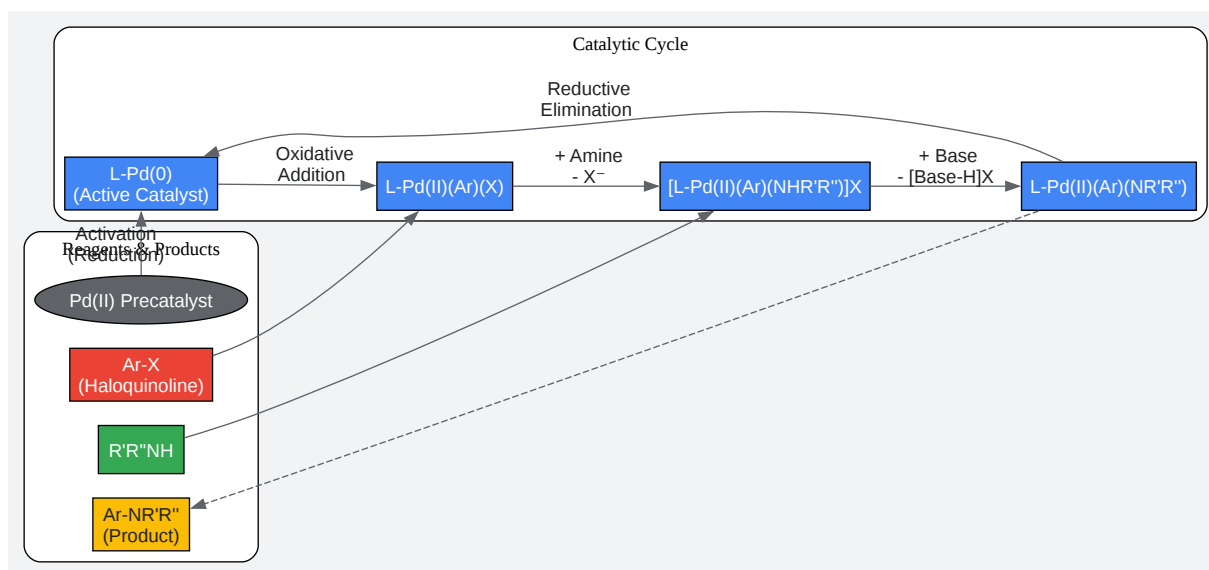 Catalytic Cycle
Reductive
Elimination
Oxidative
Addition
+ Amine
- X⁻
+ Base
- [Base-H]X
L-Pd(0)
(Active Catalyst)
L-Pd(II)(Ar)(X)
[L-Pd(II)(Ar)(NHR'R'')]X
L-Pd(II)(Ar)(NR'R'')
Activation
(Reduction)
Reagents & Products
Pd(II) Precatalyst
Ar-X
(Haloquinoline)
R'R''NH
Ar-NR'R''
(Product)